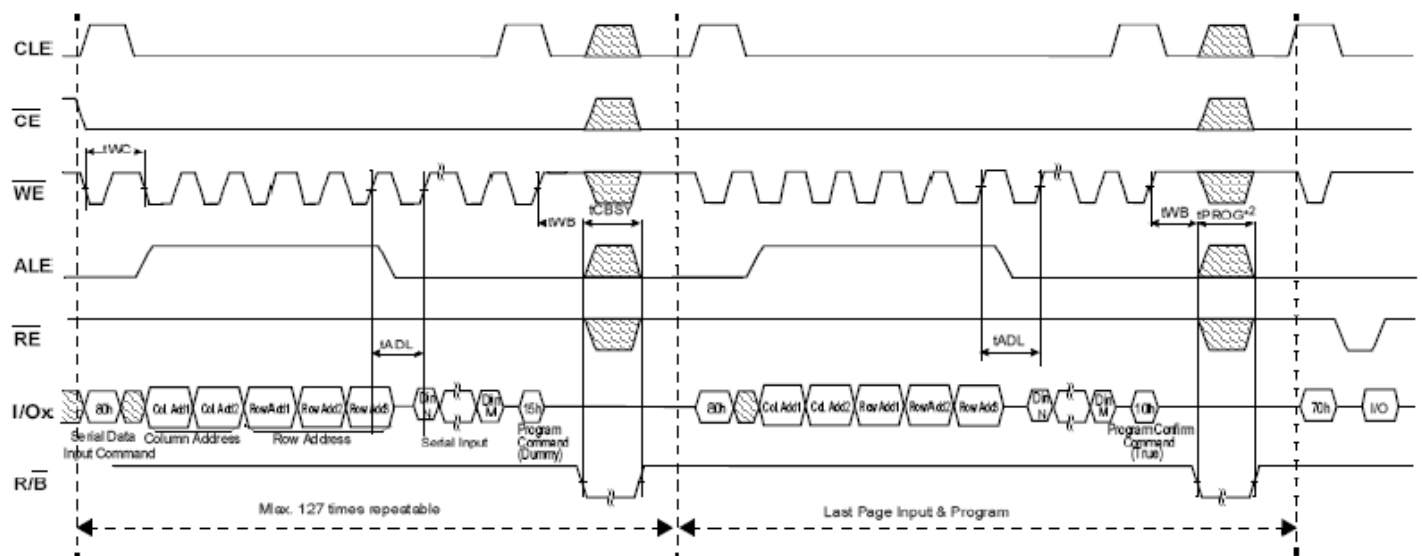 CLE
CE
tWC
WE
tWB
tCBSY
tWB
tPROG*2
ALE
RE
tADL
tADL
I/Ox
80h
Col. Add1
Col. Add2
Row Add1
Row Add2
Row Add3
Din N
Din M
15h
80h
Col. Add1
Col. Add2
Row Add1
Row Add2
Row Add3
Din N
Din M
10h
70h
I/O
Serial Data
Input Command
Column Address
Row Address
Serial Input
Program
Command
(Dummy)
Program Confirm
Command
(True)
R/B
Max. 127 times repeatable
Last Page Input & Program